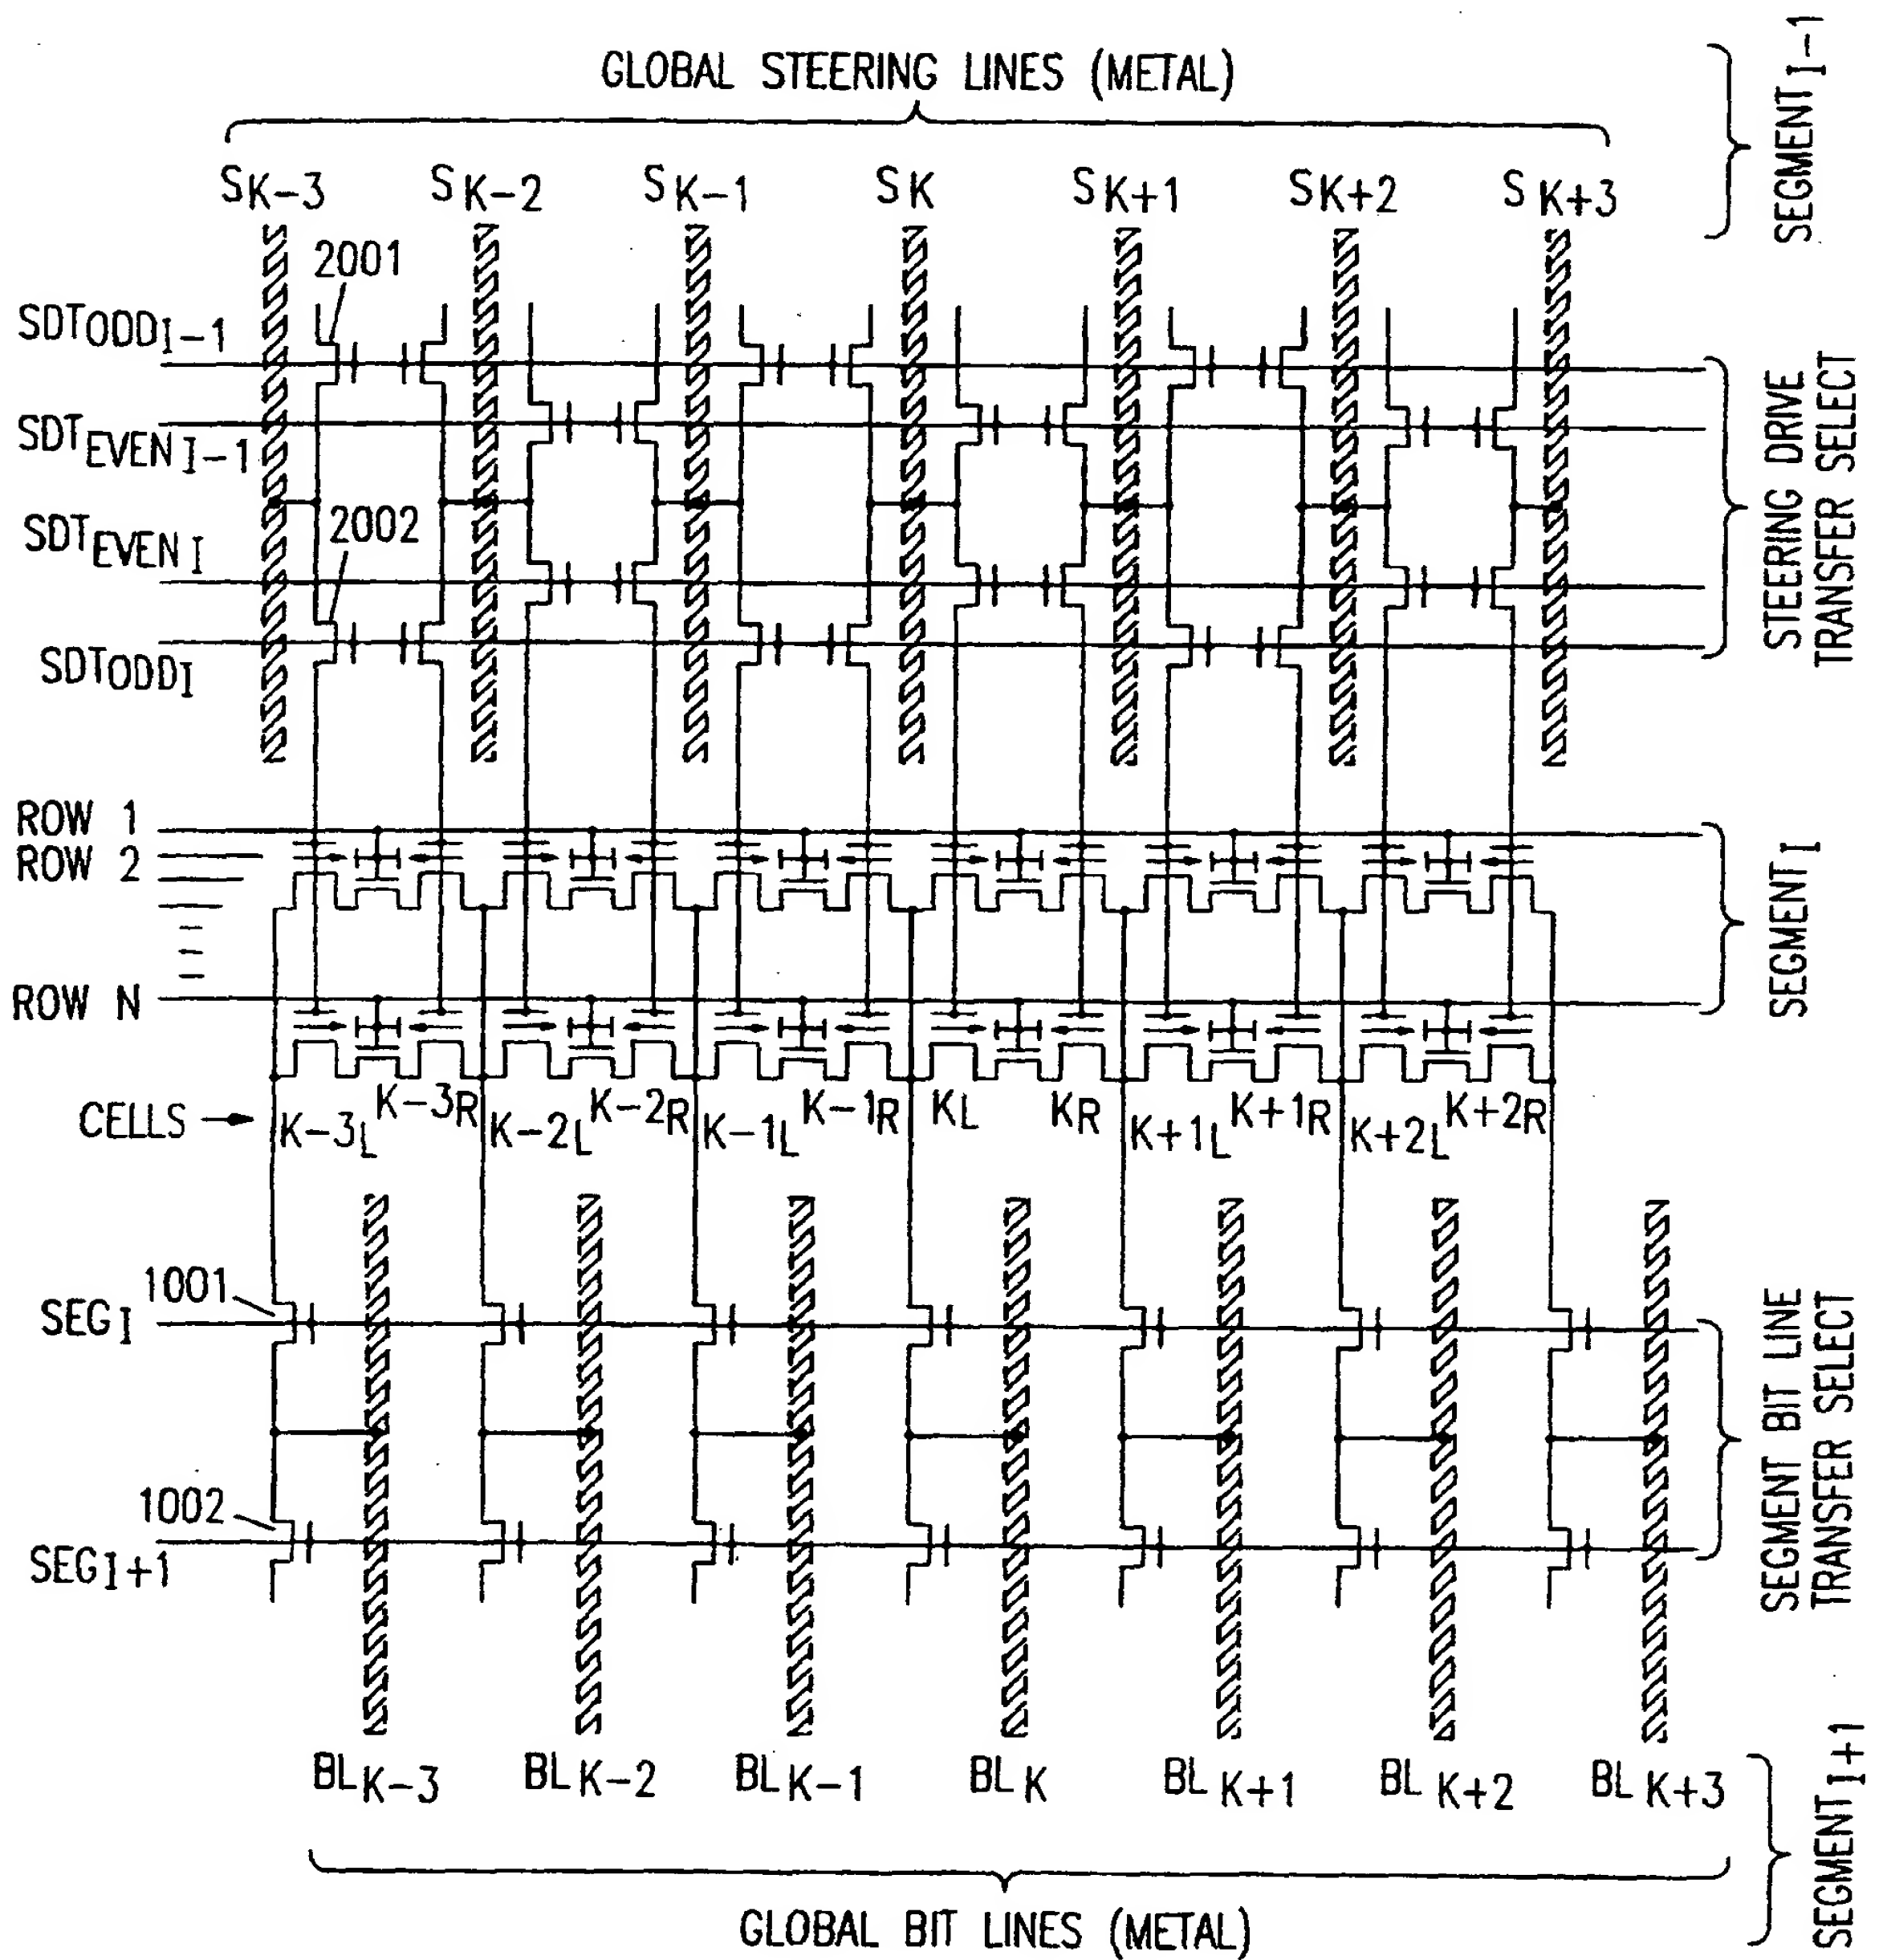 GLOBAL STEERING LINES (METAL)
SEGMENT I-1
SK-3 SK-2 SK-1 SK SK+1 SK+2 SK+3
2001
SDTODDI-1
SDTEVENI-1
2002
SDTEVENI
SDTODDI
STEERING DRIVE
TRANSFER SELECT
ROW 1
ROW 2
ROW N
SEGMENT I
CELLS
K-3L K-3R K-2L K-2R K-1L K-1R KL KR K+1L K+1R K+2L K+2R
1001
SEGI
1002
SEGI+1
SEGMENT BIT LINE
TRANSFER SELECT
BLK-3 BLK-2 BLK-1 BLK BLK+1 BLK+2 BLK+3
SEGMENT I+1
GLOBAL BIT LINES (METAL)